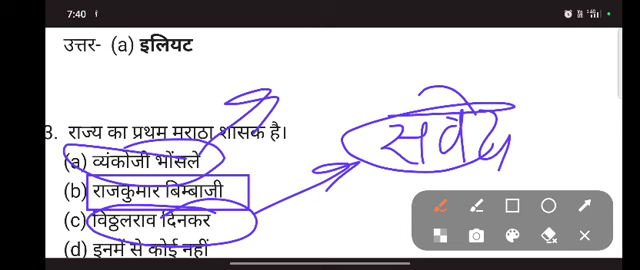 7:40 f
उत्तर- (a) इलियट
3. राज्य का प्रथम मराठा शासक है।
(a) व्यंकोजी भोंसले
(b) राजकुमार बिम्बाजी
(c) विठ्ठलराव दिनकर
(d) इनमें से कोई नहीं